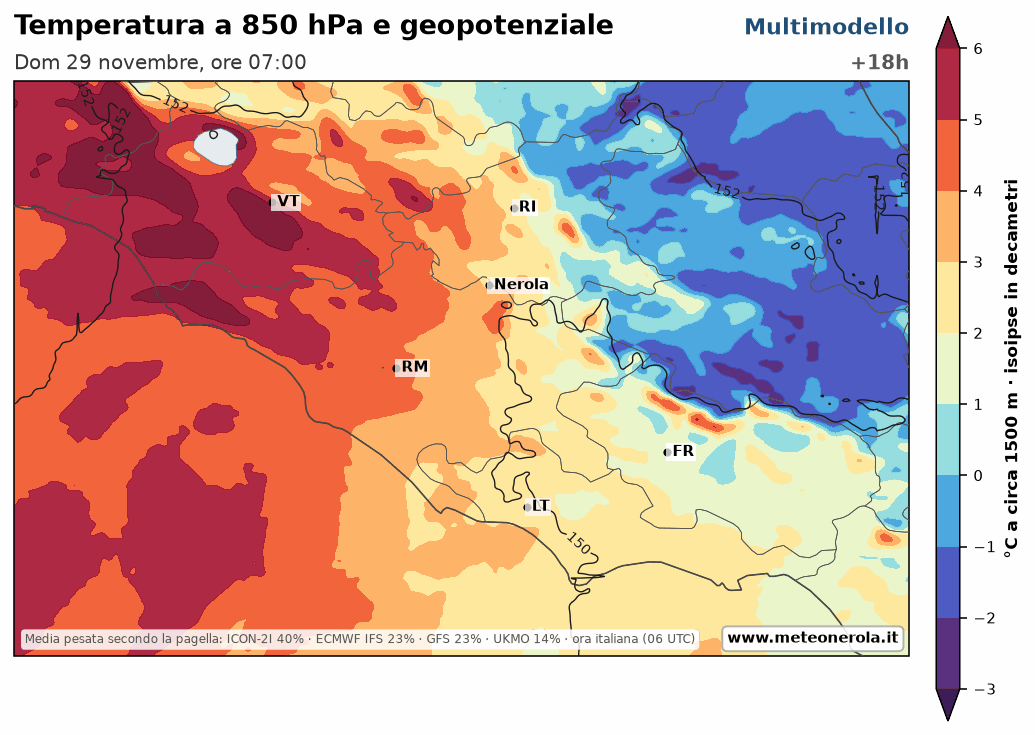 Temperatura a 850 hPa e geopotenziale
Multimodello
Dom 29 novembre, ore 07:00
+18h
152
152
152
152
152
152
VT
RI
Nerola
RM
FR
LT
150
Media pesata secondo la pagella: ICON-2I 40% · ECMWF IFS 23% · GFS 23% · UKMO 14% · ora italiana (06 UTC)
www.meteonerola.it
6
5
4
3
2
1
0
−1
−2
−3
°C a circa 1500 m · isoipse in decametri